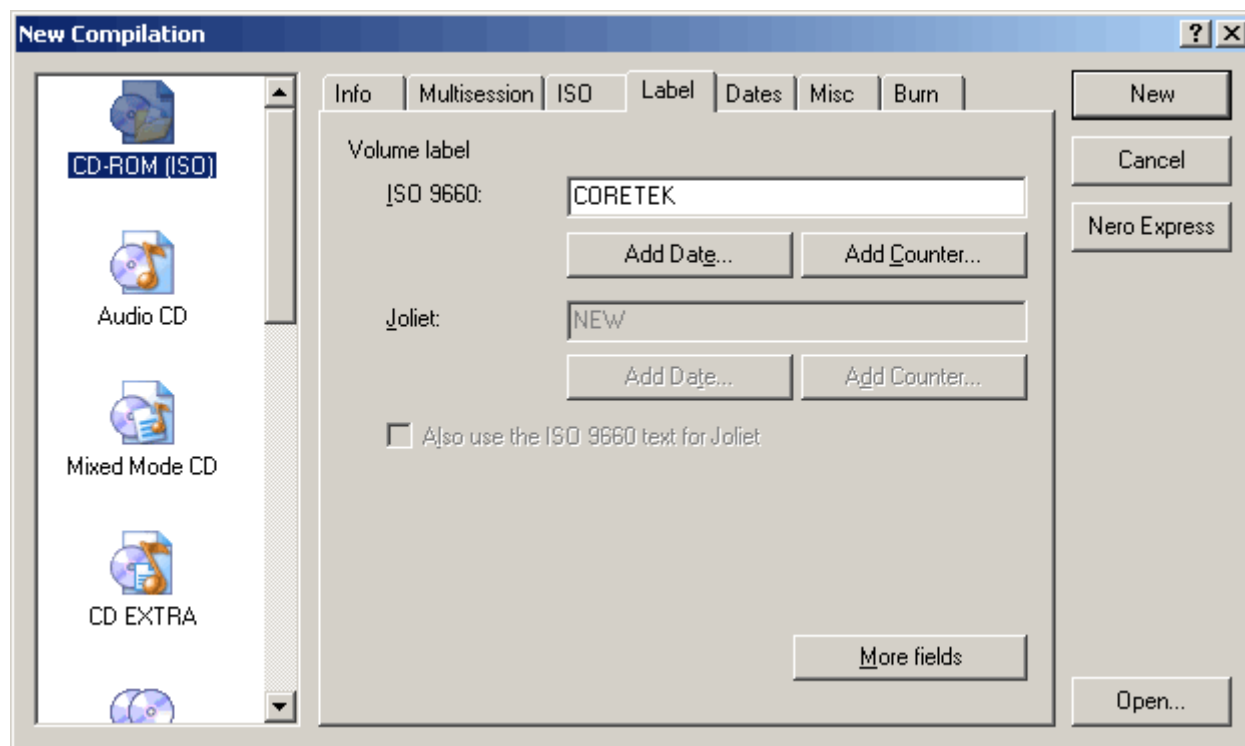 New Compilation
CD-ROM (ISO)
Audio CD
Mixed Mode CD
CD EXTRA
Info Multisession ISO Label Dates Misc Burn
Volume label
ISO 9660: CORETEK
Add Date... Add Counter...
Joliet: NEW
Add Date... Add Counter...
Also use the ISO 9660 text for Joliet
More fields
New
Cancel
Nero Express
Open...